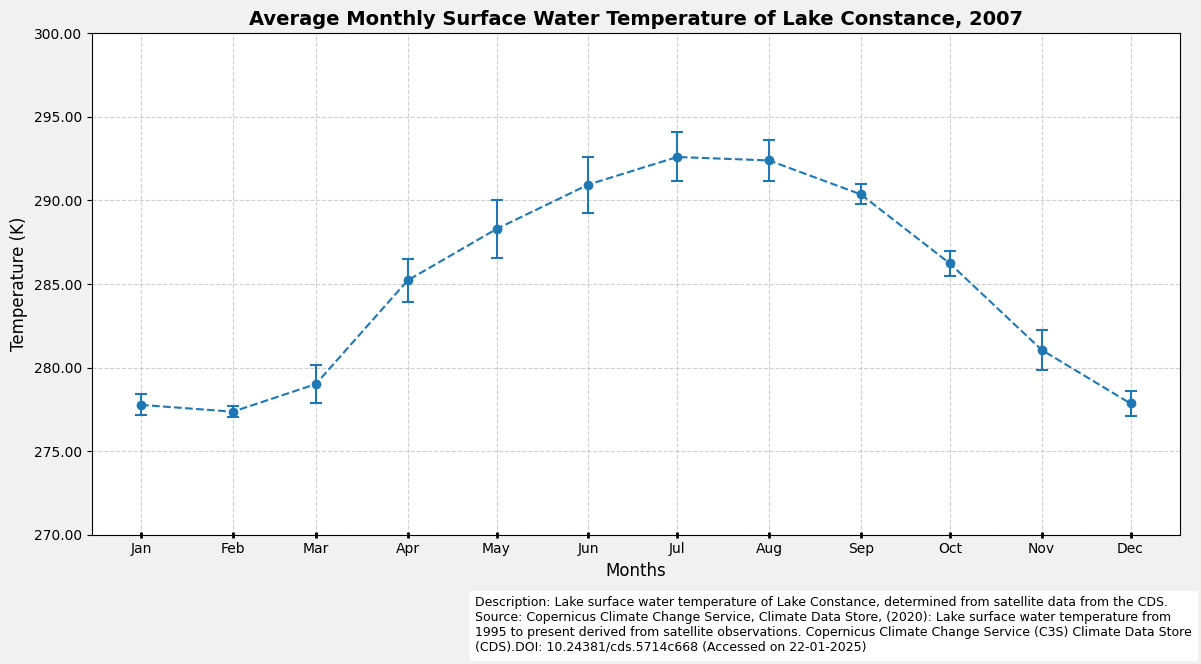 Average Monthly Surface Water Temperature of Lake Constance, 2007
300.00
295.00
290.00
285.00
280.00
275.00
270.00
Temperature (K)
Jan Feb Mar Apr May Jun Jul Aug Sep Oct Nov Dec
Months
Description: Lake surface water temperature of Lake Constance, determined from satellite data from the CDS.
Source: Copernicus Climate Change Service, Climate Data Store, (2020): Lake surface water temperature from
1995 to present derived from satellite observations. Copernicus Climate Change Service (C3S) Climate Data Store
(CDS).DOI: 10.24381/cds.5714c668 (Accessed on 22-01-2025)